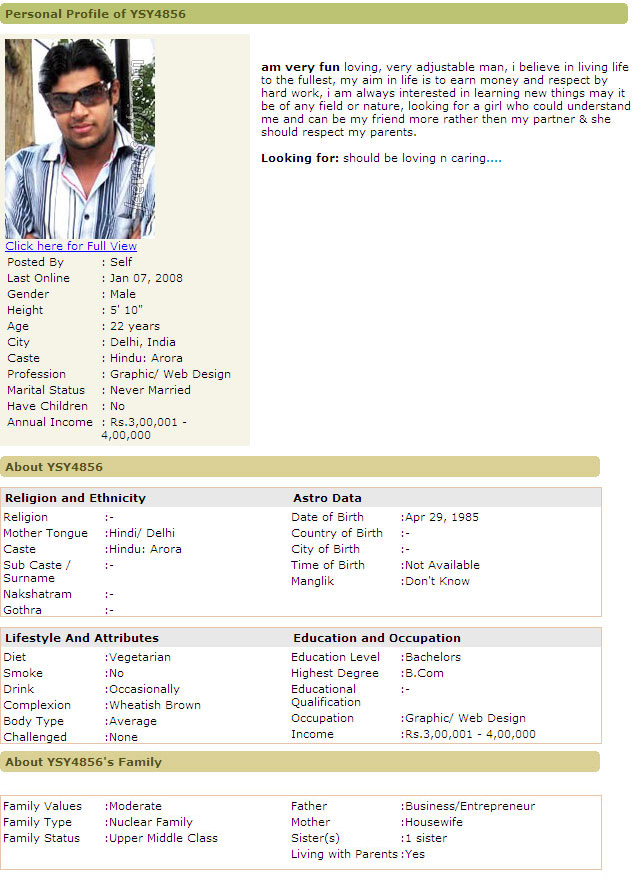 Personal Profile of YSY4856
am very fun loving, very adjustable man, i believe in living life
to the fullest, my aim in life is to earn money and respect by
hard work, i am always interested in learning new things may it
be of any field or nature, looking for a girl who could understand
me and can be my friend more rather then my partner & she
should respect my parents.
Looking for: should be loving n caring....
Click here for Full View
Posted By : Self
Last Online : Jan 07, 2008
Gender : Male
Height : 5' 10"
Age : 22 years
City : Delhi, India
Caste : Hindu: Arora
Profession : Graphic/ Web Design
Marital Status : Never Married
Have Children : No
Annual Income : Rs.3,00,001 -
4,00,000
About YSY4856
Religion and Ethnicity
Religion :-
Mother Tongue :Hindi/ Delhi
Caste :Hindu: Arora
Sub Caste / :-
Surname
Nakshatram :-
Gothra :-
Astro Data
Date of Birth :Apr 29, 1985
Country of Birth :-
City of Birth :-
Time of Birth :Not Available
Manglik :Don't Know
Lifestyle And Attributes
Diet :Vegetarian
Smoke :No
Drink :Occasionally
Complexion :Wheatish Brown
Body Type :Average
Challenged :None
Education and Occupation
Education Level :Bachelors
Highest Degree :B.Com
Educational :-
Qualification
Occupation :Graphic/ Web Design
Income :Rs.3,00,001 - 4,00,000
About YSY4856's Family
Family Values :Moderate
Family Type :Nuclear Family
Family Status :Upper Middle Class
Father :Business/Entrepreneur
Mother :Housewife
Sister(s) :1 sister
Living with Parents :Yes